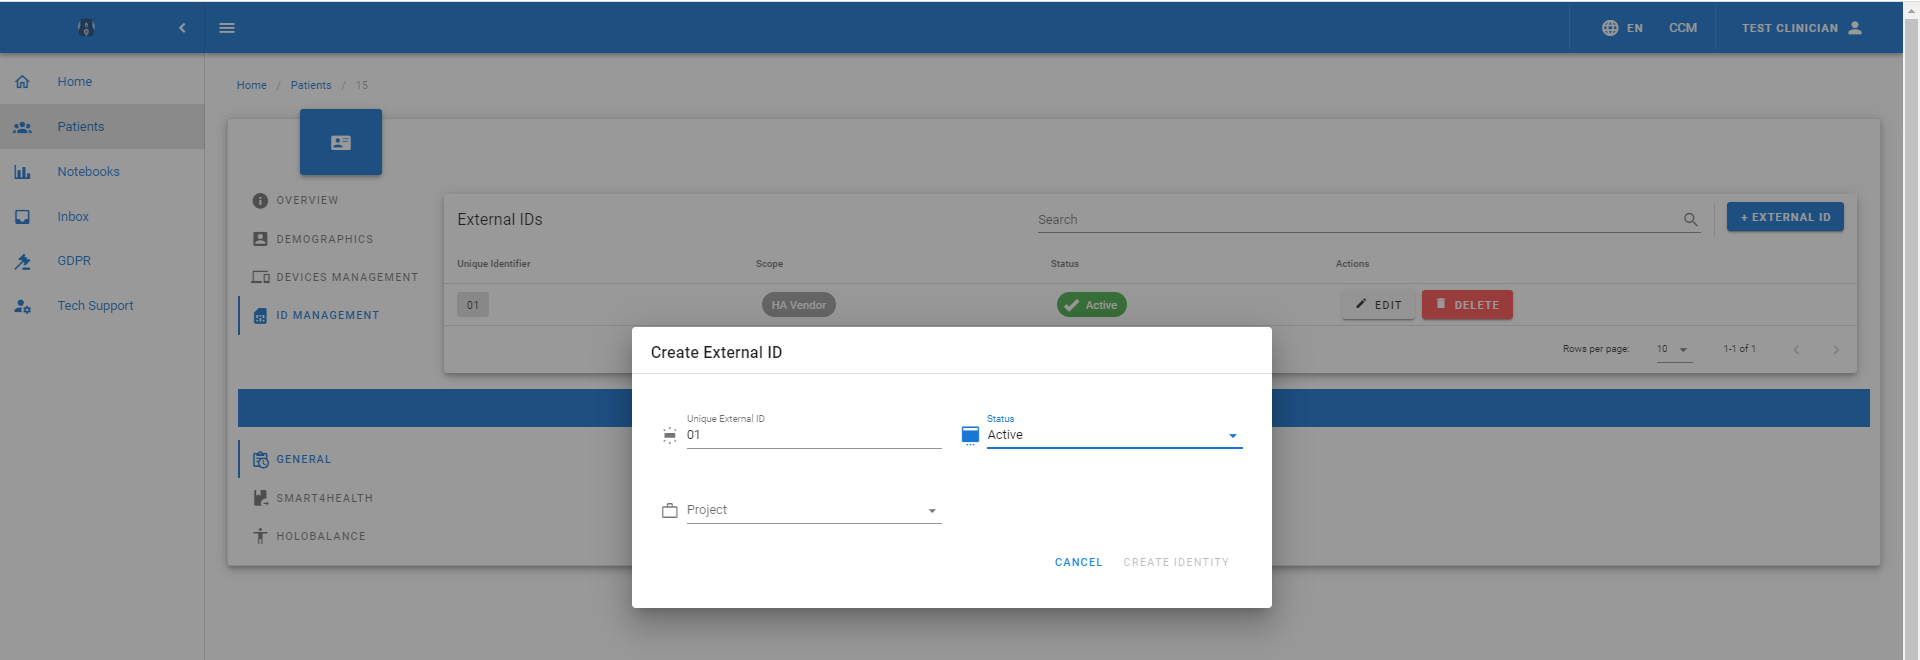 EN CCM TEST CLINICIAN
Home
Patients
Notebooks
Inbox
GDPR
Tech Support
Home / Patients / 15
OVERVIEW
DEMOGRAPHICS
DEVICES MANAGEMENT
ID MANAGEMENT
External IDs
Search
+ EXTERNAL ID
Unique Identifier Scope Status Actions
01 HA Vendor Active EDIT DELETE
Rows per page: 10 1-1 of 1
GENERAL
SMART4HEALTH
HOLOBALANCE
Create External ID
Unique External ID
01
Status
Active
Project
CANCEL CREATE IDENTITY